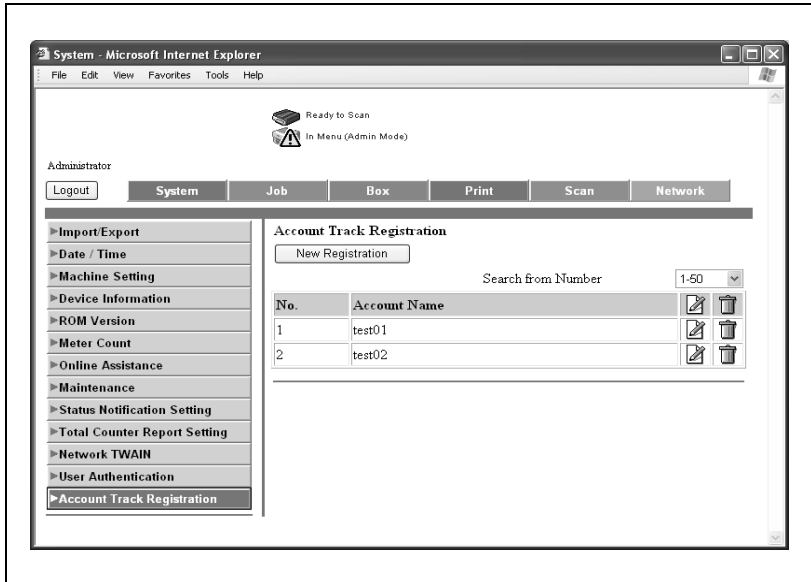 System - Microsoft Internet Explorer
File Edit View Favorites Tools Help
Ready to Scan
In Menu (Admin Mode)
Administrator
Logout System Job Box Print Scan Network
Import/Export
Date / Time
Machine Setting
Device Information
ROM Version
Meter Count
Online Assistance
Maintenance
Status Notification Setting
Total Counter Report Setting
Network TWAIN
User Authentication
Account Track Registration
Account Track Registration
New Registration
Search from Number 1-50
No. Account Name
1 test01
2 test02